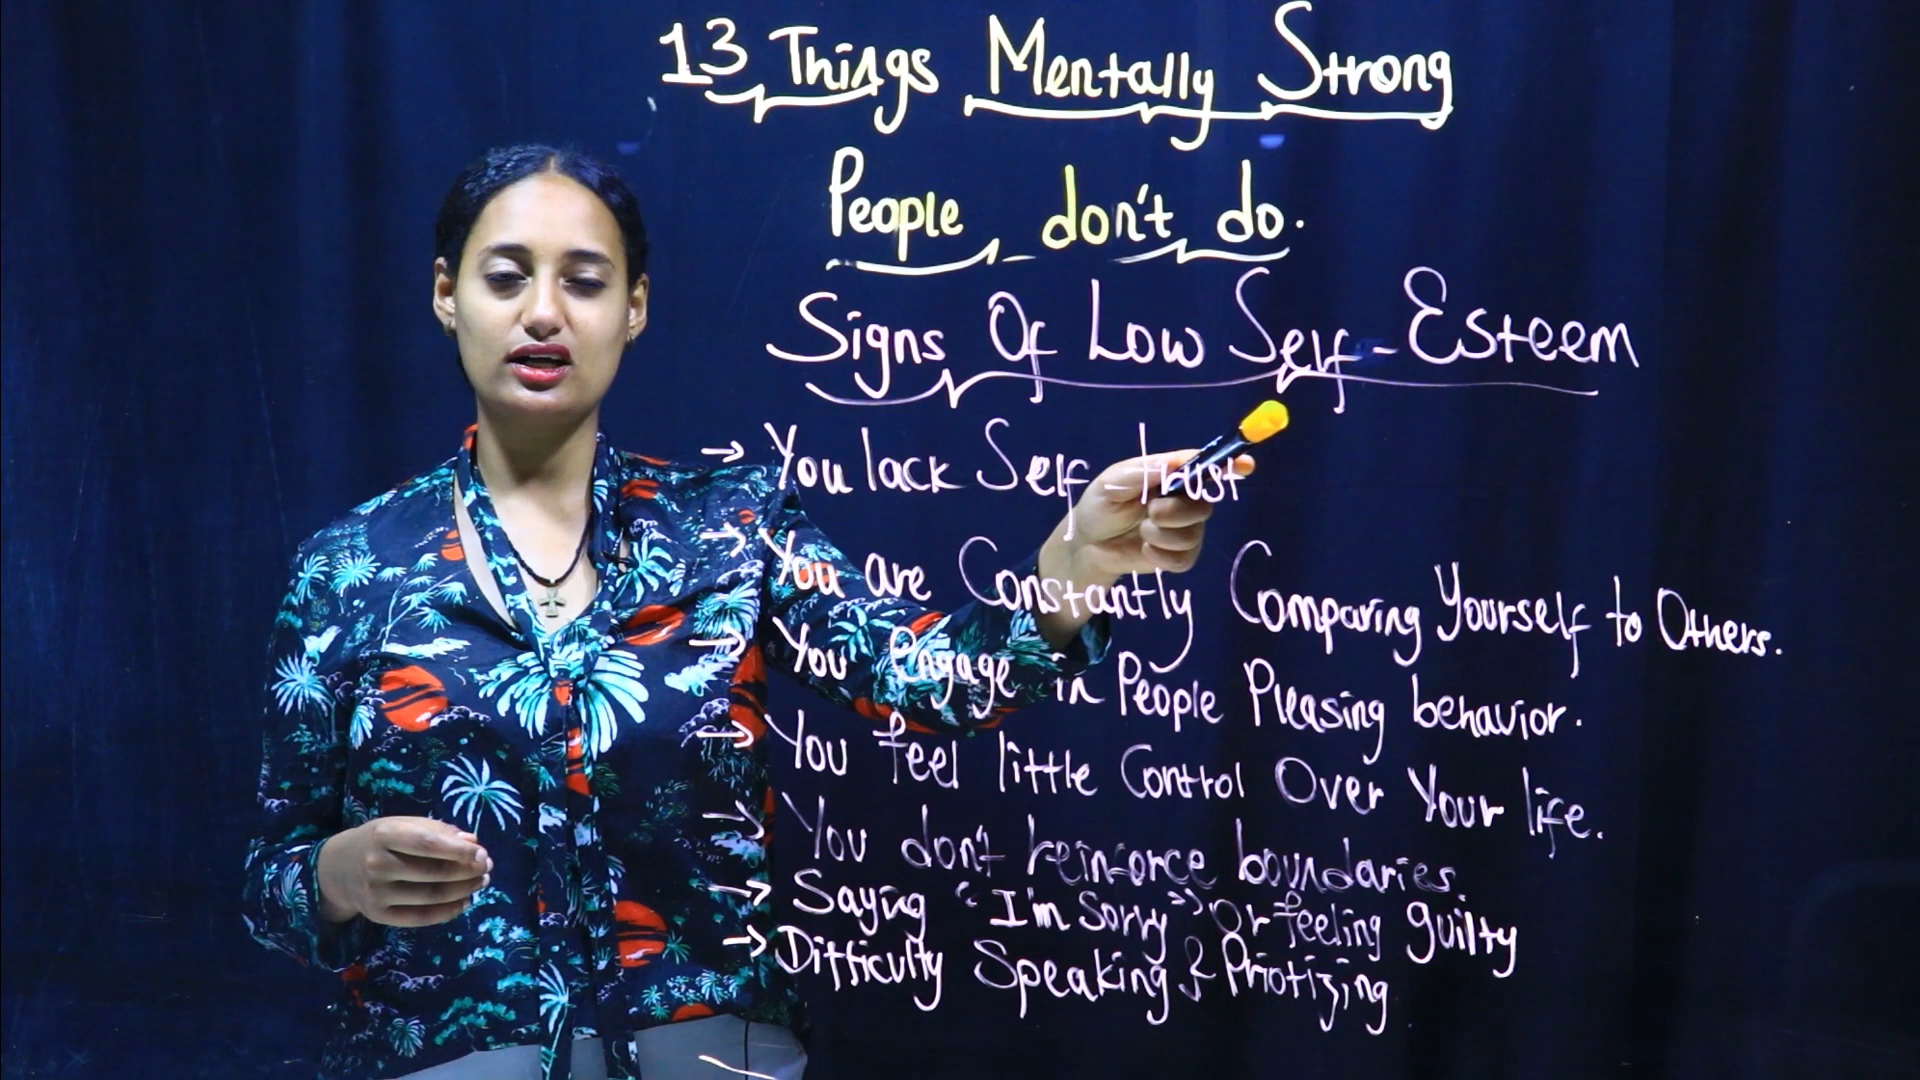 13 Things Mentally Strong
People don't do.
Signs Of Low Self-Esteem
→ You lack Self-trust
→ You are Constantly Comparing Yourself to Others.
→ You Engage in People Pleasing behavior.
→ You feel little Control Over Your life.
→ You don't reinforce boundaries.
→ Saying "I'm Sorry" Or feeling guilty
→ Difficulty Speaking & Priotizing